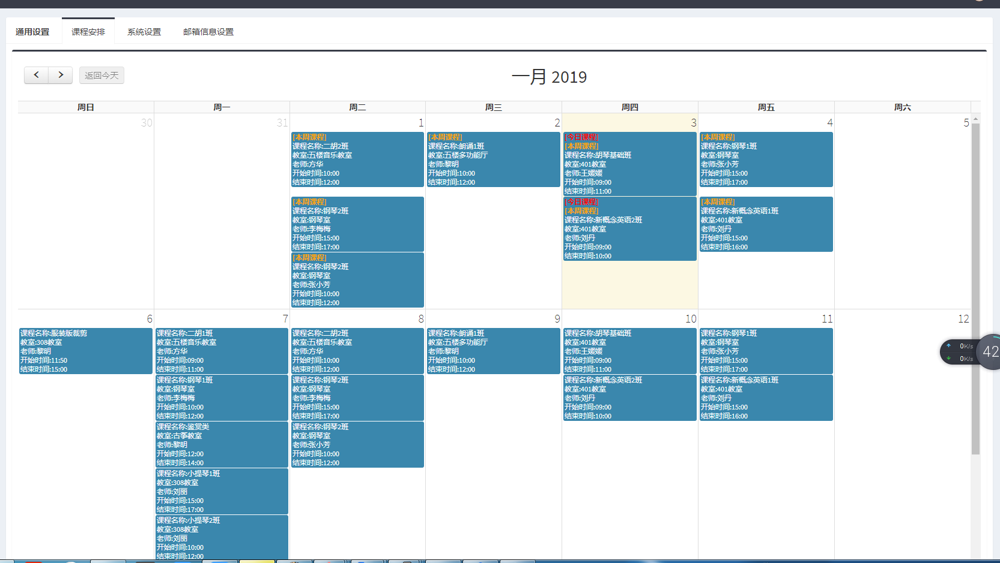 通用设置
课程安排
系统设置
邮箱信息设置
返回今天
一月 2019
周日
周一
周二
周三
周四
周五
周六
30
31
1
[本周课程]
课程名称:二胡2班
教室:五楼音乐教室
老师:方华
开始时间:10:00
结束时间:12:00
[本周课程]
课程名称:钢琴2班
教室:钢琴室
老师:李梅梅
开始时间:15:00
结束时间:17:00
[本周课程]
课程名称:钢琴2班
教室:钢琴室
老师:张小芳
开始时间:10:00
结束时间:12:00
2
[本周课程]
课程名称:朗诵1班
教室:五楼多功能厅
老师:黎明
开始时间:10:00
结束时间:12:00
3
[今日课程]
[本周课程]
课程名称:胡琴基础班
教室:401教室
老师:王媛媛
开始时间:09:00
结束时间:11:00
[今日课程]
[本周课程]
课程名称:新概念英语2班
教室:401教室
老师:刘丹
开始时间:09:00
结束时间:10:00
4
[本周课程]
课程名称:钢琴1班
教室:钢琴室
老师:张小芳
开始时间:15:00
结束时间:17:00
[本周课程]
课程名称:新概念英语1班
教室:401教室
老师:刘丹
开始时间:15:00
结束时间:16:00
5
6
课程名称:服装版裁剪
教室:308教室
老师:黎明
开始时间:11:50
结束时间:15:00
7
课程名称:二胡1班
教室:五楼音乐教室
老师:方华
开始时间:09:00
结束时间:11:00
课程名称:钢琴1班
教室:钢琴室
老师:李梅梅
开始时间:10:00
结束时间:12:00
课程名称:鉴赏类
教室:古筝教室
老师:黎明
开始时间:12:00
结束时间:14:00
课程名称:小提琴1班
教室:308教室
老师:刘丽
开始时间:15:00
结束时间:17:00
课程名称:小提琴2班
教室:308教室
老师:刘丽
开始时间:10:00
结束时间:12:00
8
课程名称:二胡2班
教室:五楼音乐教室
老师:方华
开始时间:10:00
结束时间:12:00
课程名称:钢琴2班
教室:钢琴室
老师:李梅梅
开始时间:15:00
结束时间:17:00
课程名称:钢琴2班
教室:钢琴室
老师:张小芳
开始时间:10:00
结束时间:12:00
9
课程名称:朗诵1班
教室:五楼多功能厅
老师:黎明
开始时间:10:00
结束时间:12:00
10
课程名称:胡琴基础班
教室:401教室
老师:王媛媛
开始时间:09:00
结束时间:11:00
课程名称:新概念英语2班
教室:401教室
老师:刘丹
开始时间:09:00
结束时间:10:00
11
课程名称:钢琴1班
教室:钢琴室
老师:张小芳
开始时间:15:00
结束时间:17:00
课程名称:新概念英语1班
教室:401教室
老师:刘丹
开始时间:15:00
结束时间:16:00
12
0K/s
0K/s
42